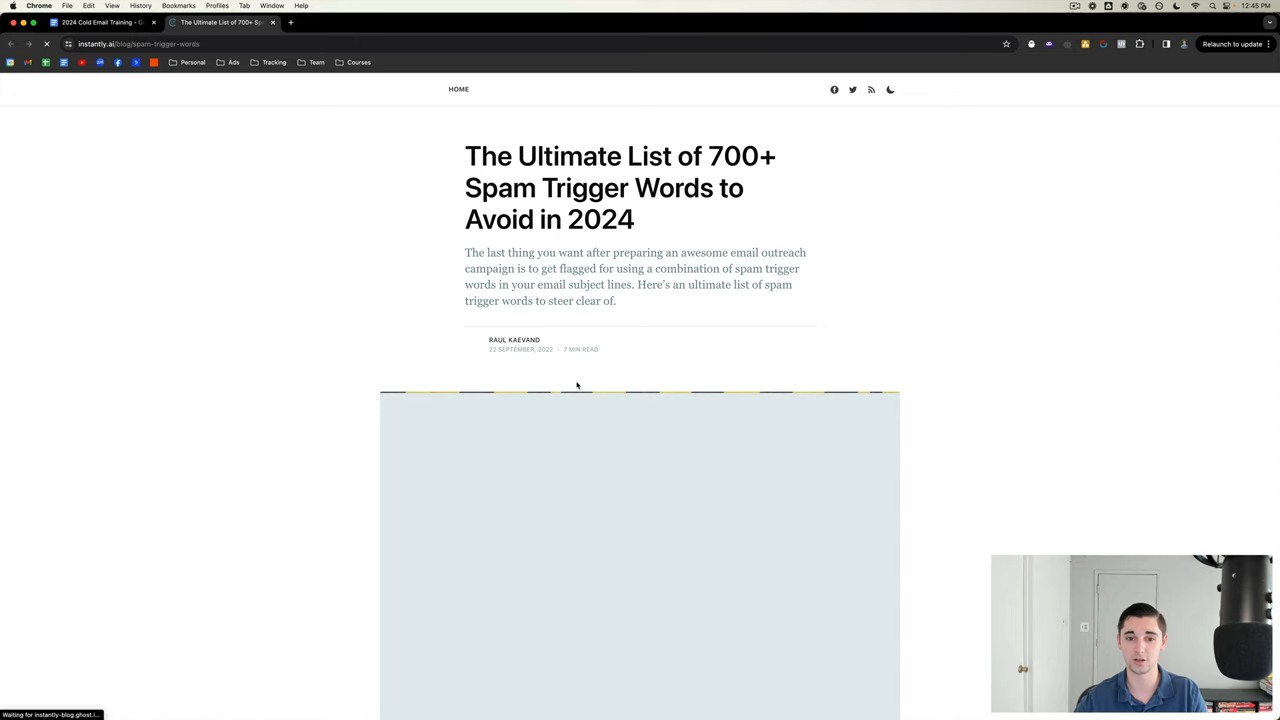 Chrome File Edit View History Bookmarks Profiles Tab Window Help 12:45 PM
2024 Cold Email Training - G
The Ultimate List of 700+ Sp
instantly.ai/blog/spam-trigger-words
Relaunch to update
Personal Ads Tracking Team Courses
HOME
The Ultimate List of 700+
Spam Trigger Words to
Avoid in 2024
The last thing you want after preparing an awesome email outreach
campaign is to get flagged for using a combination of spam trigger
words in your email subject lines. Here's an ultimate list of spam
trigger words to steer clear of.
RAUL KAEVAND
22 SEPTEMBER, 2022 • 7 MIN READ
Waiting for instantly-blog.ghost.i...